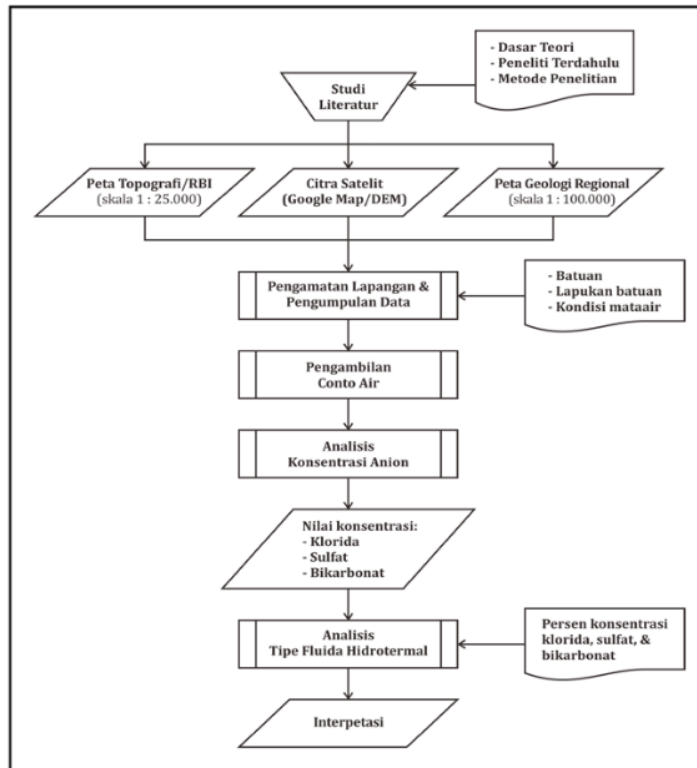 - Dasar Teori
- Peneliti Terdahulu
- Metode Penelitian
Studi
Literatur
Peta Topografi/RBI
(skala 1 : 25.000)
Citra Satelit
(Google Map/DEM)
Peta Geologi Regional
(skala 1 : 100.000)
Pengamatan Lapangan &
Pengumpulan Data
- Batuan
- Lapukan batuan
- Kondisi mataair
Pengambilan
Conto Air
Analisis
Konsentrasi Anion
Nilai konsentrasi:
- Klorida
- Sulfat
- Bikarbonat
Analisis
Tipe Fluida Hidrotermal
Persen konsentrasi
klorida, sulfat, &
bikarbonat
Interpetasi